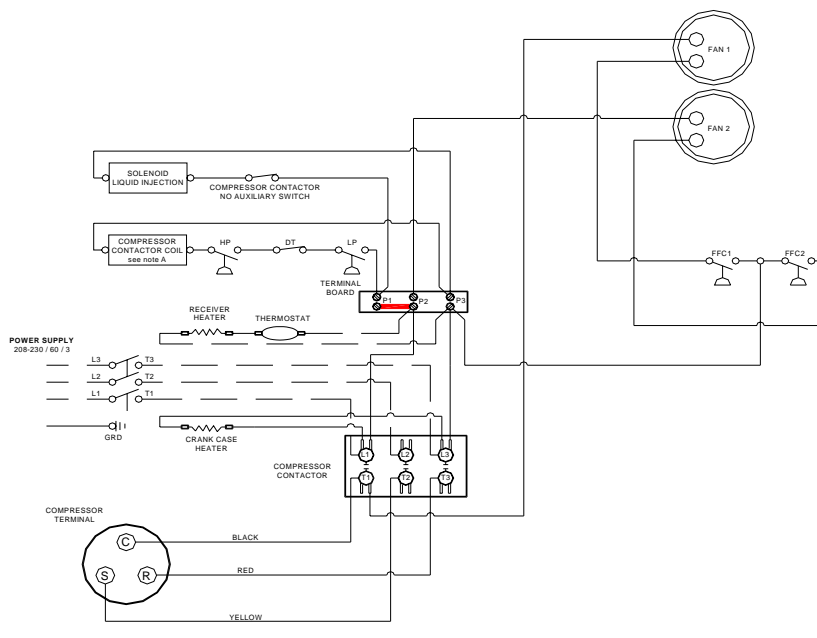 FAN 1
FAN 2
SOLENOID
LIQUID INJECTION
COMPRESSOR CONTACTOR
NO AUXILIARY SWITCH
COMPRESSOR
CONTACTOR COIL
see note A
HP
DT
LP
FFC1
FFC2
TERMINAL
BOARD
P1
P2
P3
RECEIVER
HEATER
THERMOSTAT
POWER SUPPLY
208-230 / 60 / 3
L3
T3
L2
T2
L1
T1
GRD
CRANK CASE
HEATER
COMPRESSOR
CONTACTOR
L1
L2
L3
T1
T2
T3
COMPRESSOR
TERMINAL
C
S
R
BLACK
RED
YELLOW